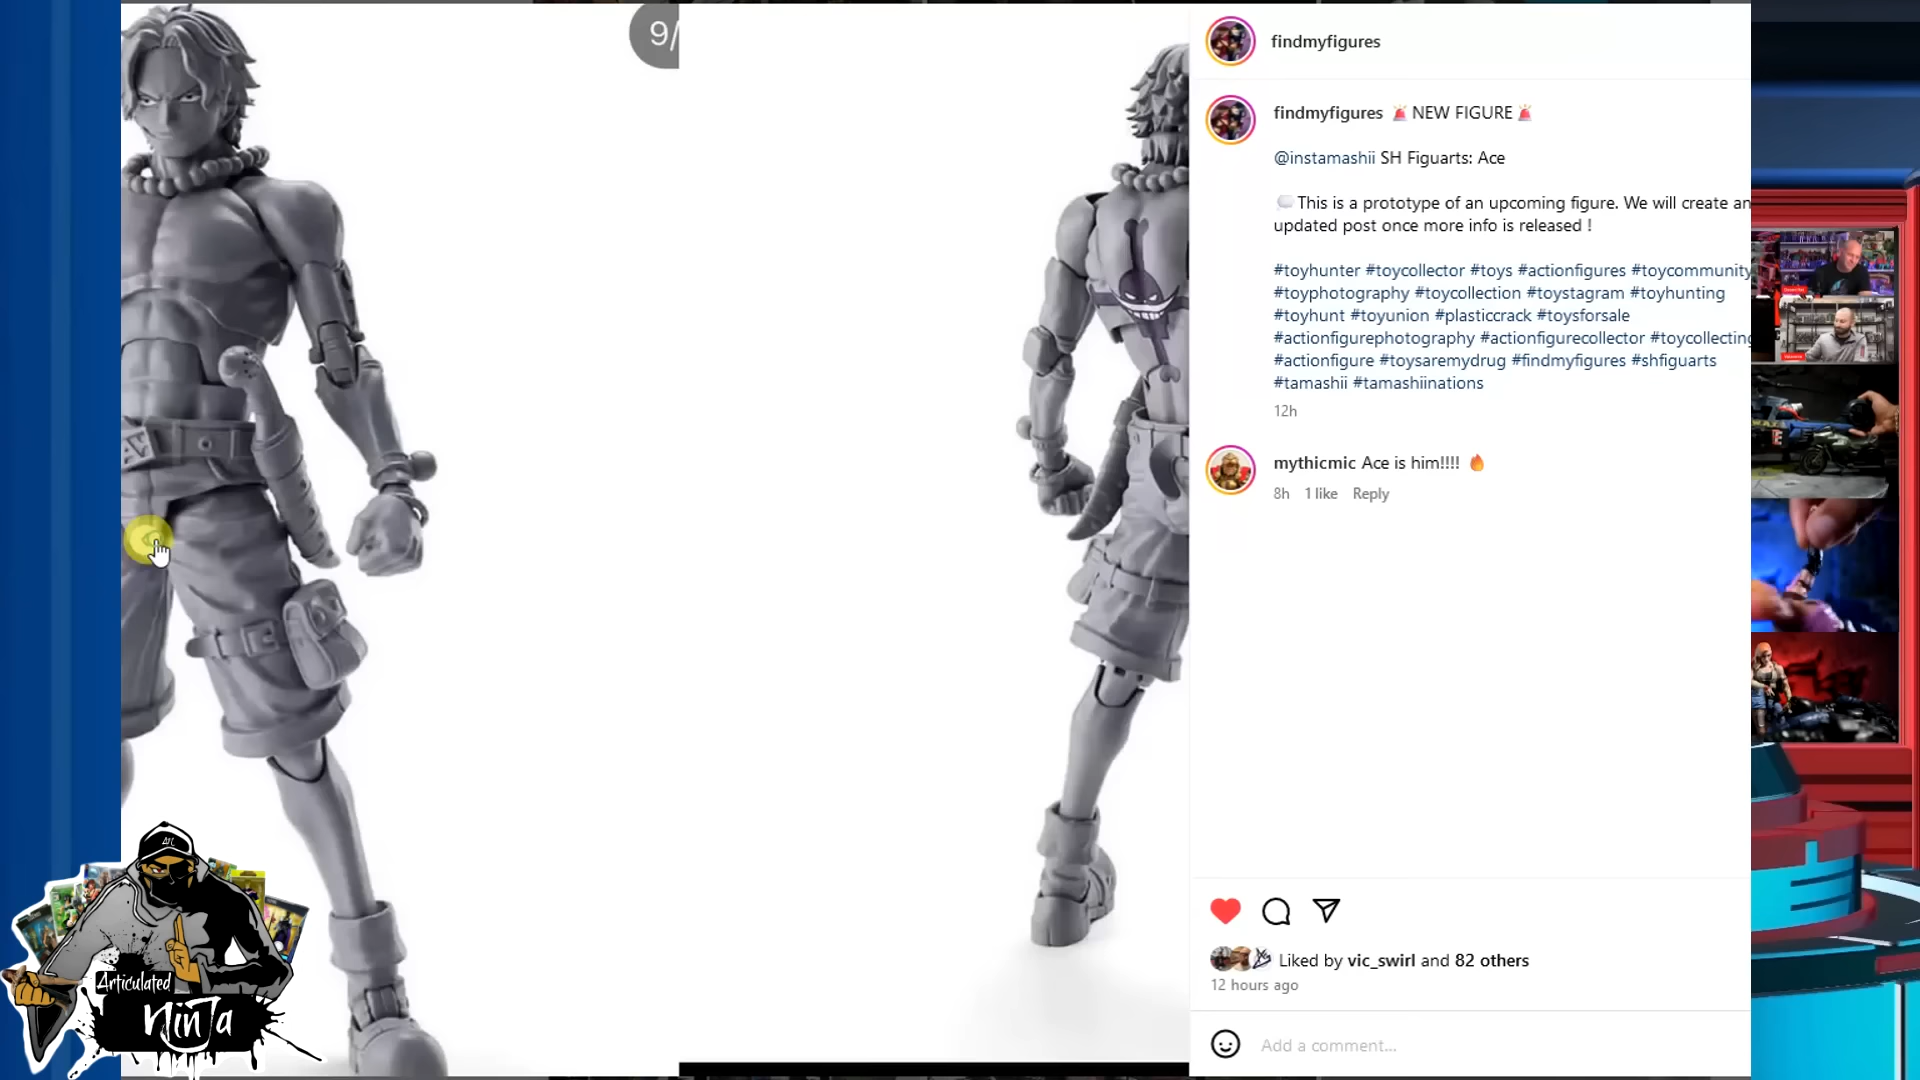 9/
findmyfigures
findmyfigures 🚨 NEW FIGURE 🚨
@instamashii SH Figuarts: Ace
💬This is a prototype of an upcoming figure. We will create an
updated post once more info is released !
#toyhunter #toycollector #toys #actionfigures #toycommunity
#toyphotography #toycollection #toystagram #toyhunting
#toyhunt #toyunion #plasticcrack #toysforsale
#actionfigurephotography #actionfigurecollector #toycollecting
#actionfigure #toysaremydrug #findmyfigures #shfiguarts
#tamashii #tamashiinations
12h
mythicmic Ace is him!!!! 🔥
8h 1 like Reply
Liked by vic_swirl and 82 others
12 hours ago
Add a comment...
Articulated
Ninja